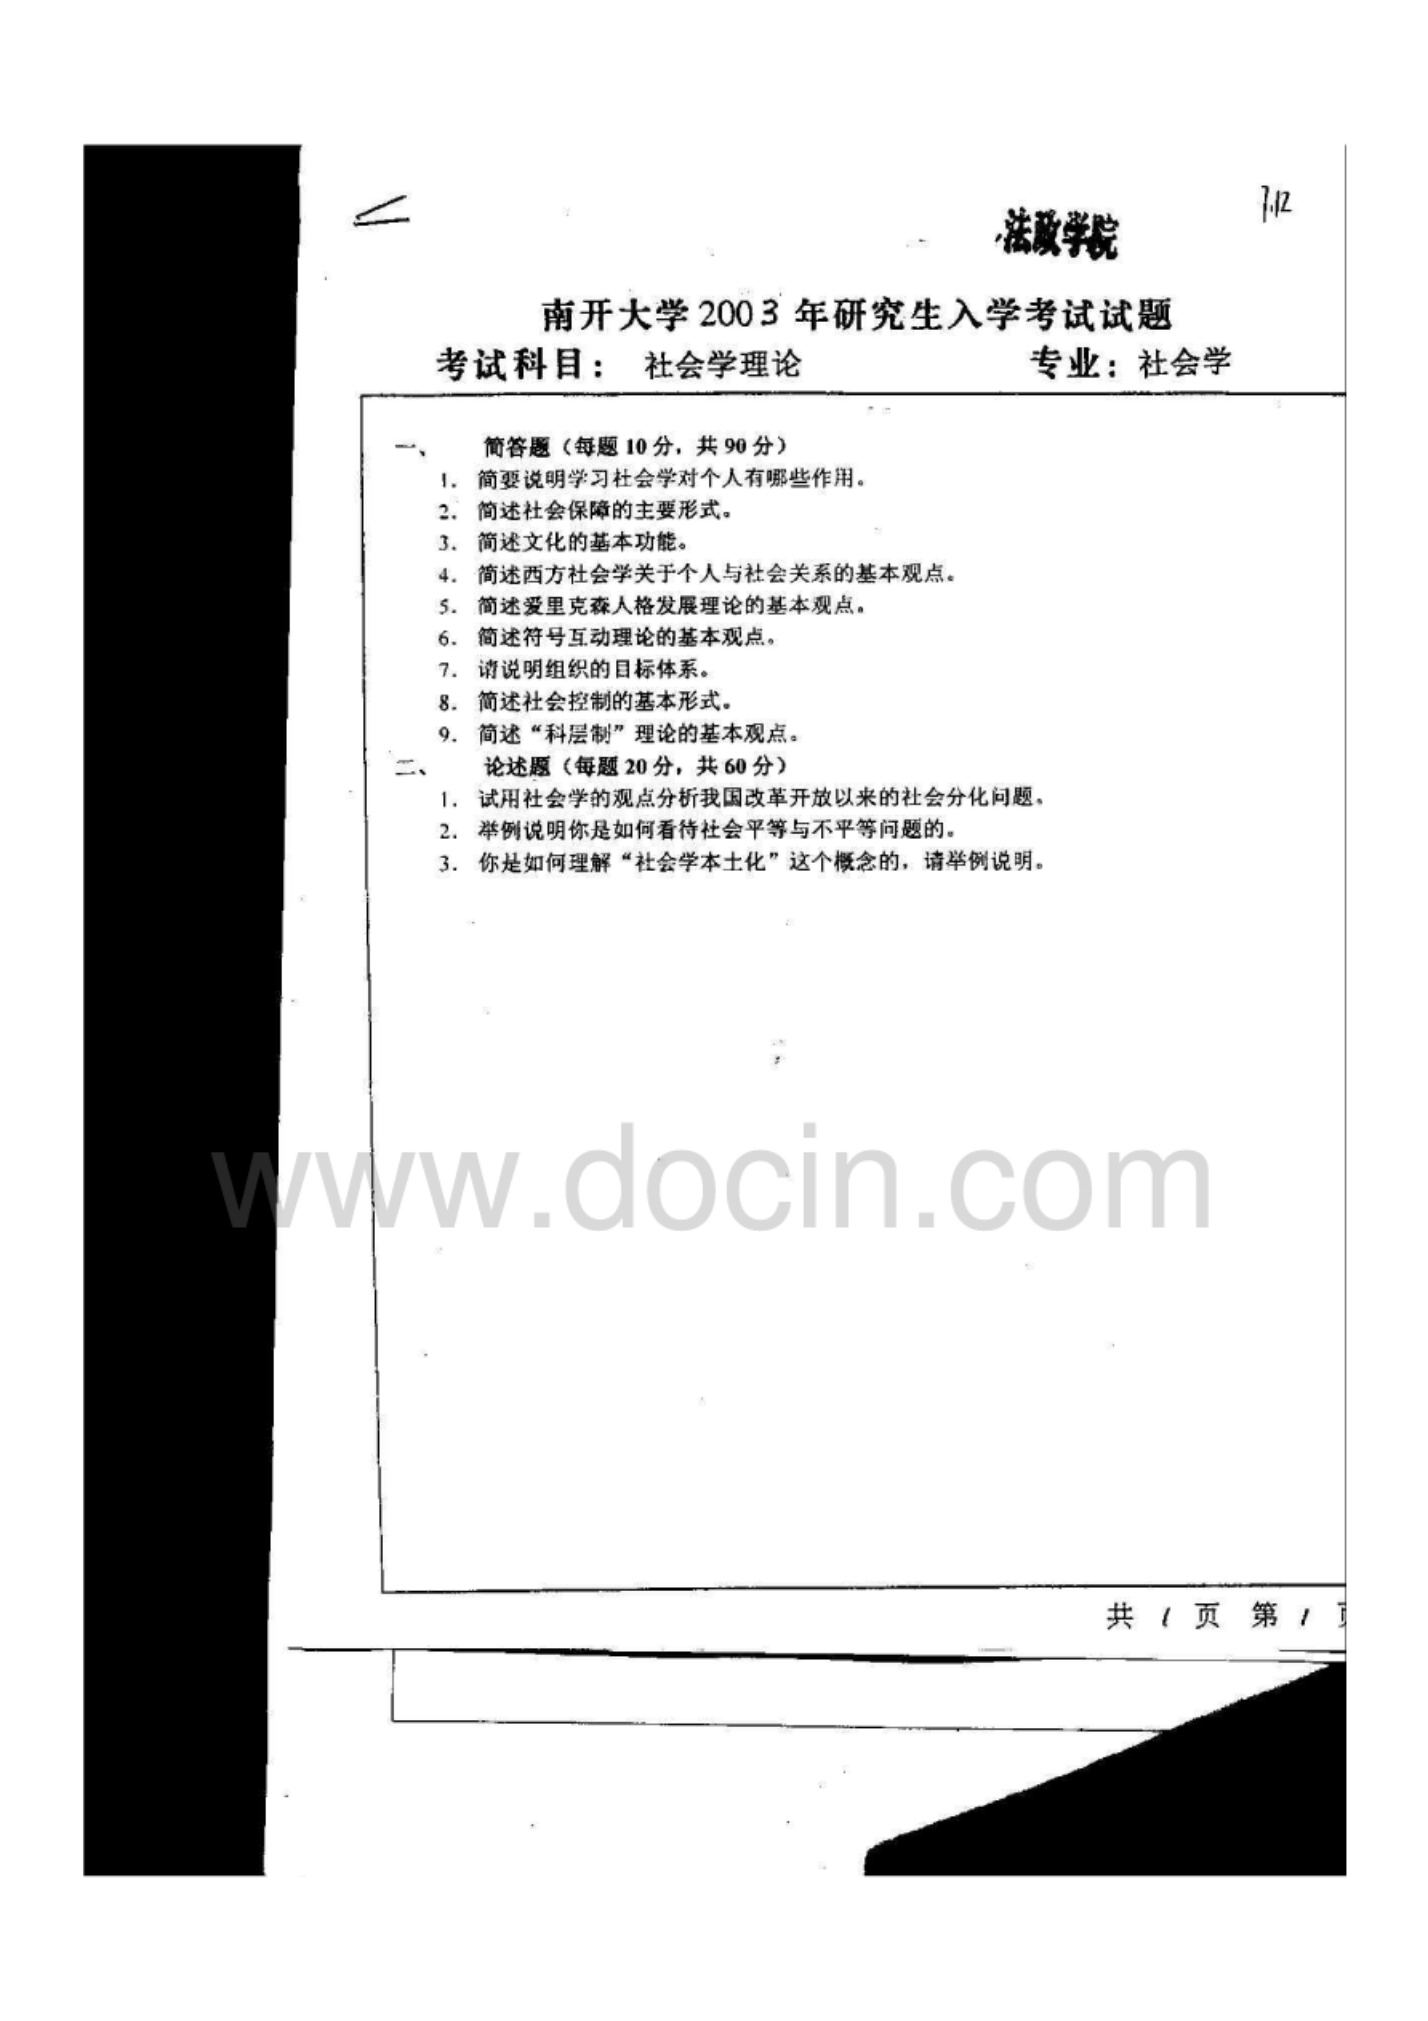 7.12
法政学院
南开大学2003年研究生入学考试试题
考试科目： 社会学理论 专业：社会学
一、 简答题（每题10分，共90分）
1. 简要说明学习社会学对个人有哪些作用。
2. 简述社会保障的主要形式。
3. 简述文化的基本功能。
4. 简述西方社会学关于个人与社会关系的基本观点。
5. 简述爱里克森人格发展理论的基本观点。
6. 简述符号互动理论的基本观点。
7. 请说明组织的目标体系。
8. 简述社会控制的基本形式。
9. 简述“科层制”理论的基本观点。
二、 论述题（每题20分，共60分）
1. 试用社会学的观点分析我国改革开放以来的社会分化问题。
2. 举例说明你是如何看待社会平等与不平等问题的。
3. 你是如何理解“社会学本土化”这个概念的，请举例说明。
www.docin.com
共 1 页 第 1